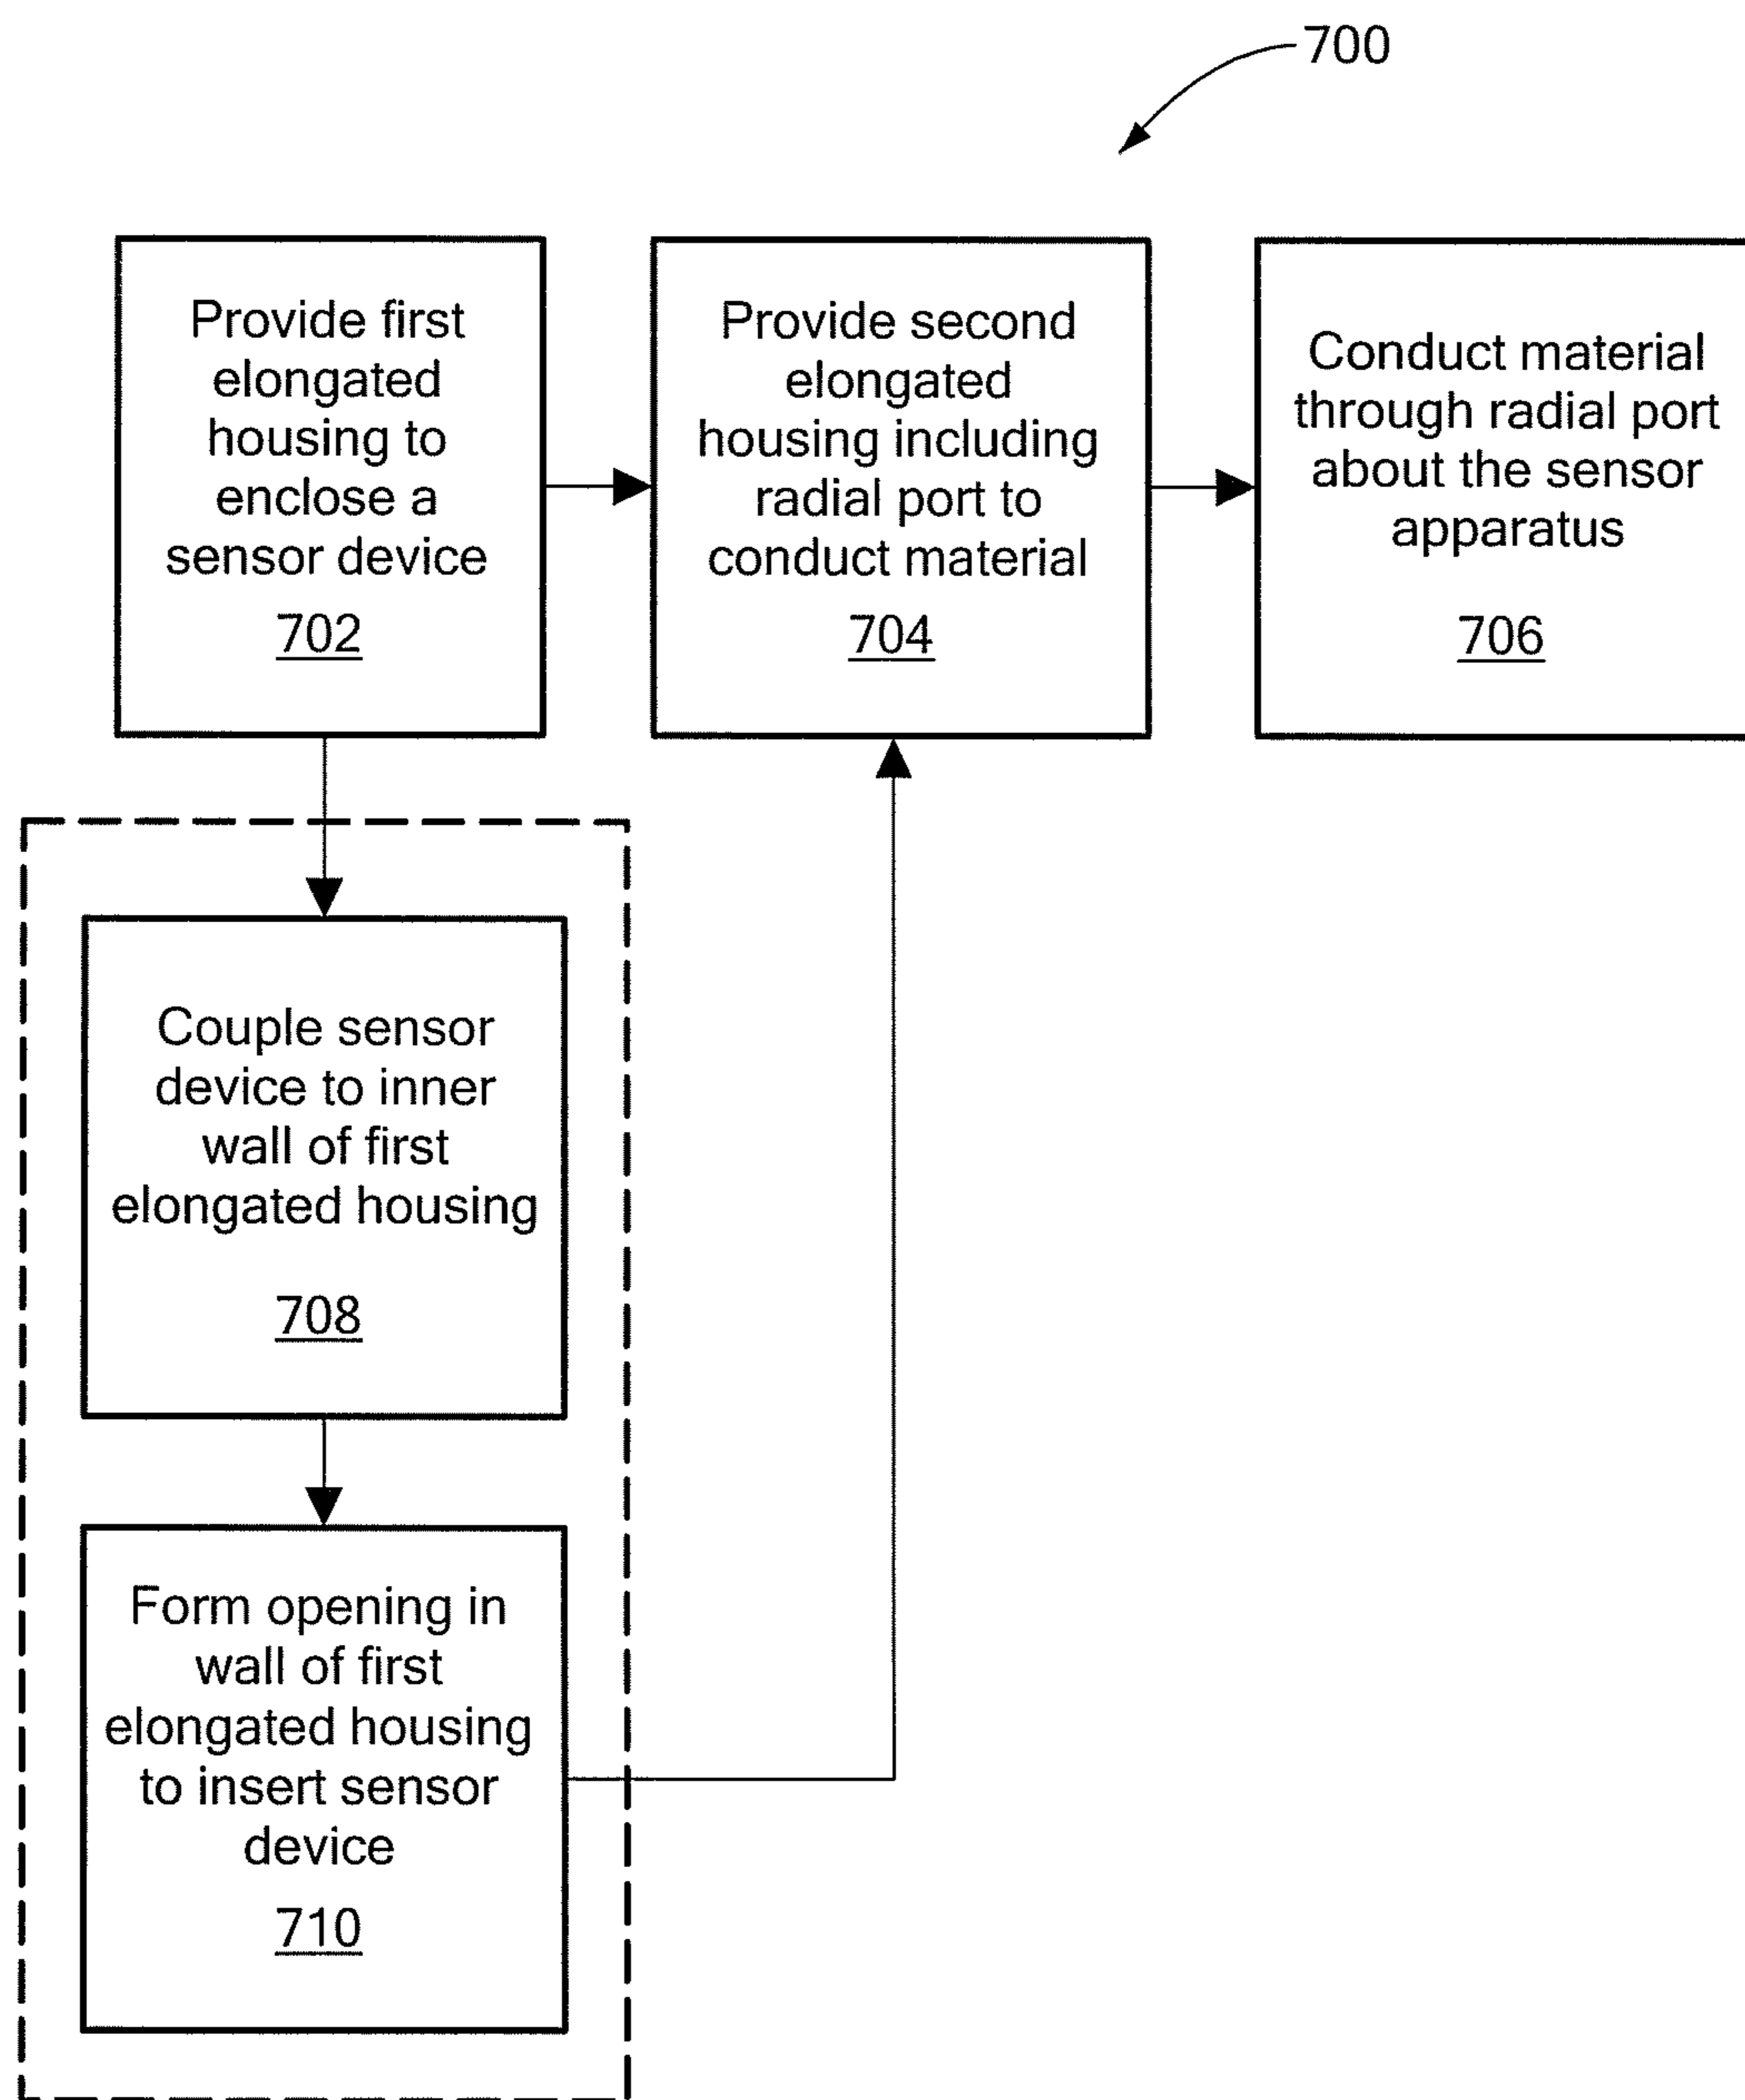 700
Provide first
elongated
housing to
enclose a
sensor device
702
Provide second
elongated
housing including
radial port to
conduct material
704
Conduct material
through radial port
about the sensor
apparatus
706
Couple sensor
device to inner
wall of first
elongated housing
708
Form opening in
wall of first
elongated housing
to insert sensor
device
710